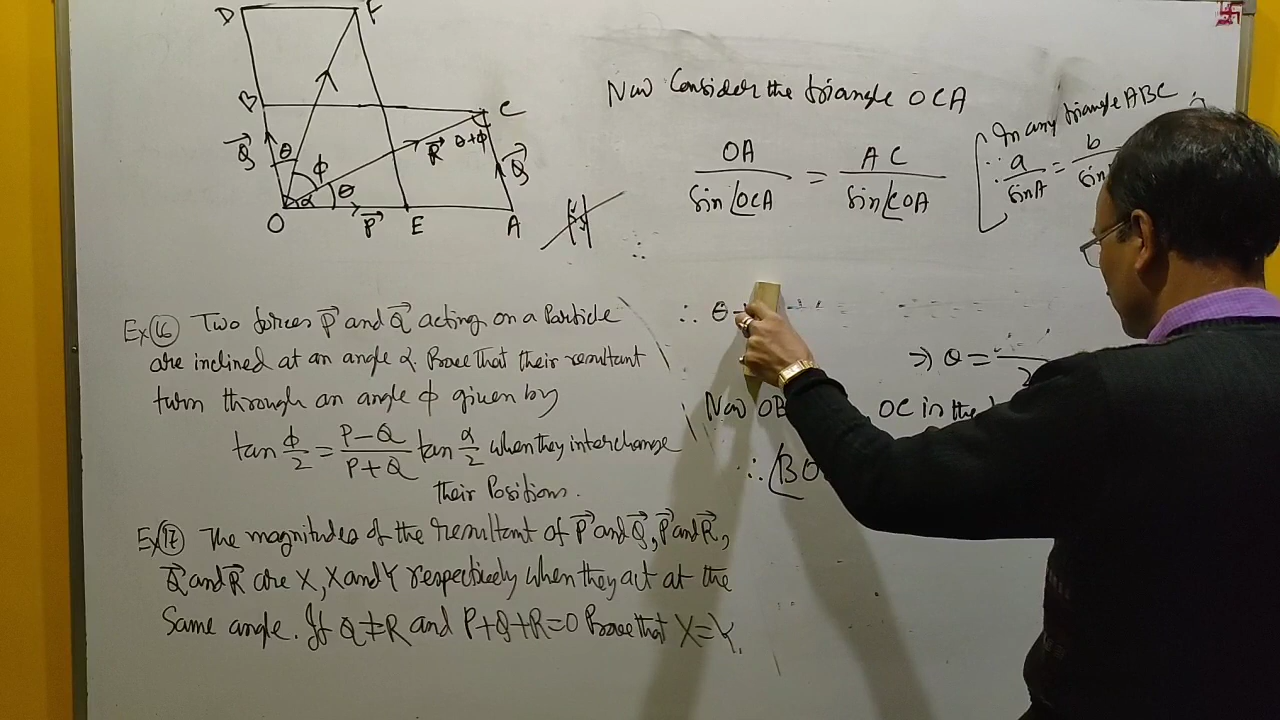 D F
B C
Q⃗ θ φ R⃗ θ+φ Q⃗
α θ
O P⃗ E A
Now Consider the triangle OCA
OA/sin∠OCA = AC/sin∠COA
In any triangle ABC
∵ a/sinA = b/sin
∴
∴ θ
⇒ θ =
Ex(16) Two forces P⃗ and Q⃗ acting on a Particle
are inclined at an angle α. Prove that their resultant
turn through an angle φ given by
tan φ/2 = P-Q/P+Q tan α/2 when they interchange
their Positions.
Now OB OC in the
∴ ∠BO
Ex(17) The magnitudes of the resultant of P⃗ and Q⃗, P⃗ and R⃗,
Q⃗ and R⃗ are X, X and Y respectively when they act at the
Same angle. If Q≠R and P+Q+R=0 Prove that X=Y.